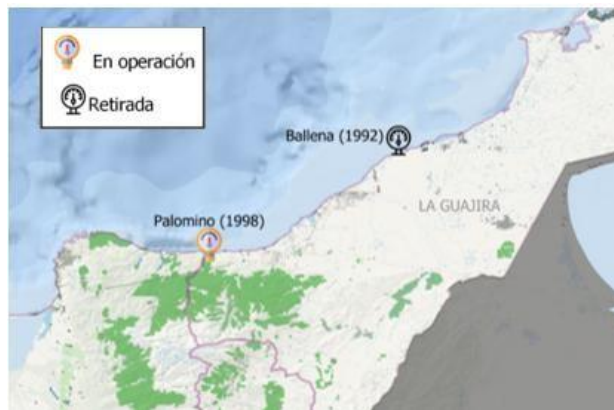 En operación
Retirada
Ballena (1992)
LA GUAJIRA
Palomino (1998)